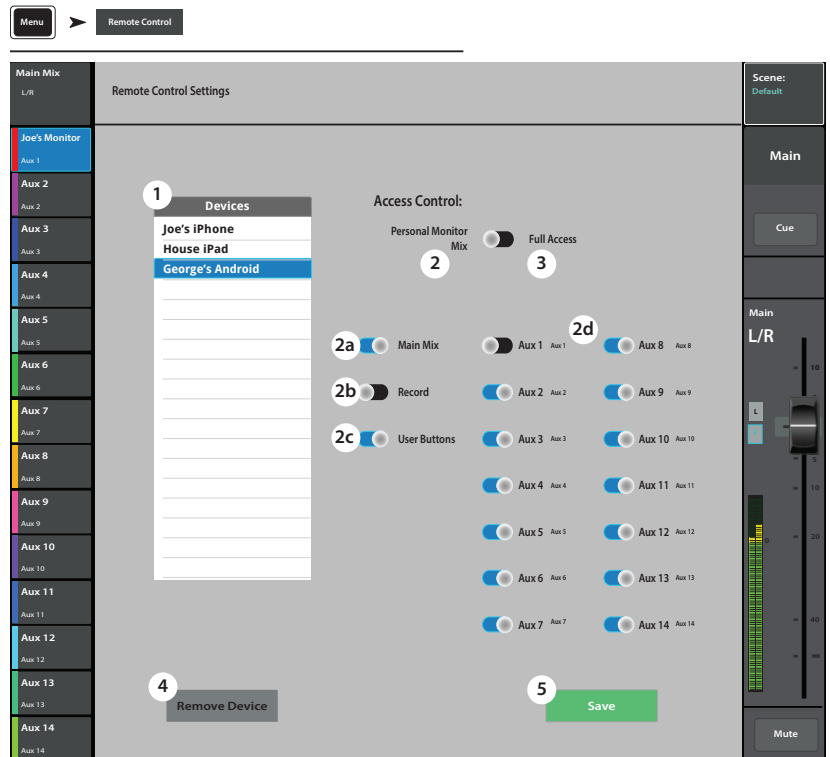 Menu
Remote Control
Main Mix
L/R
Remote Control Settings
Scene:
Default
Joe's Monitor
Aux 1
Aux 2
Aux 2
Aux 3
Aux 3
Aux 4
Aux 4
Aux 5
Aux 5
Aux 6
Aux 6
Aux 7
Aux 7
Aux 8
Aux 8
Aux 9
Aux 9
Aux 10
Aux 10
Aux 11
Aux 11
Aux 12
Aux 12
Aux 13
Aux 13
Aux 14
Aux 14
1
Devices
Joe's iPhone
House iPad
George's Android
Access Control:
Personal Monitor
Mix
Full Access
2
3
2a Main Mix
2b Record
2c User Buttons
2d
Aux 1 Aux 1
Aux 8 Aux 8
Aux 2 Aux 2
Aux 9 Aux 9
Aux 3 Aux 3
Aux 10 Aux 10
Aux 4 Aux 4
Aux 11 Aux 11
Aux 5 Aux 5
Aux 12 Aux 12
Aux 6 Aux 6
Aux 13 Aux 13
Aux 7 Aux 7
Aux 14 Aux 14
4
Remove Device
5
Save
Main
Cue
Main
L/R
10
L
5
10
0
20
40
∞
Mute